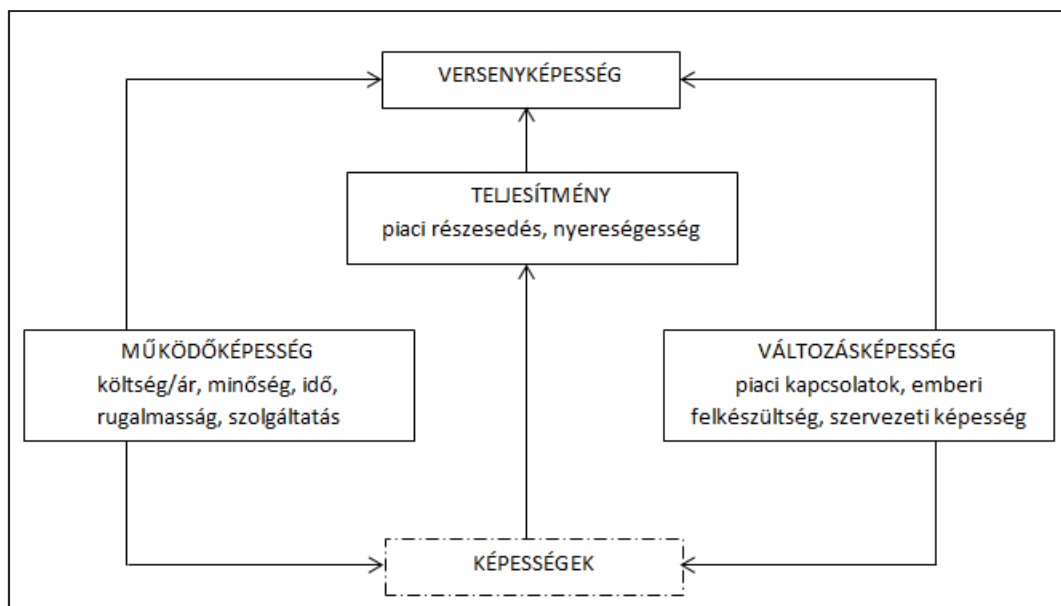 VERSENYKÉPESSÉG
TELJESÍTMÉNY
piaci részesedés, nyereségesség
MŰKÖDŐKÉPESSÉG
költség/ár, minőség, idő,
rugalmasság, szolgáltatás
VÁLTOZÁSKÉPESSÉG
piaci kapcsolatok, emberi
felkészültség, szervezeti képesség
KÉPESSÉGEK